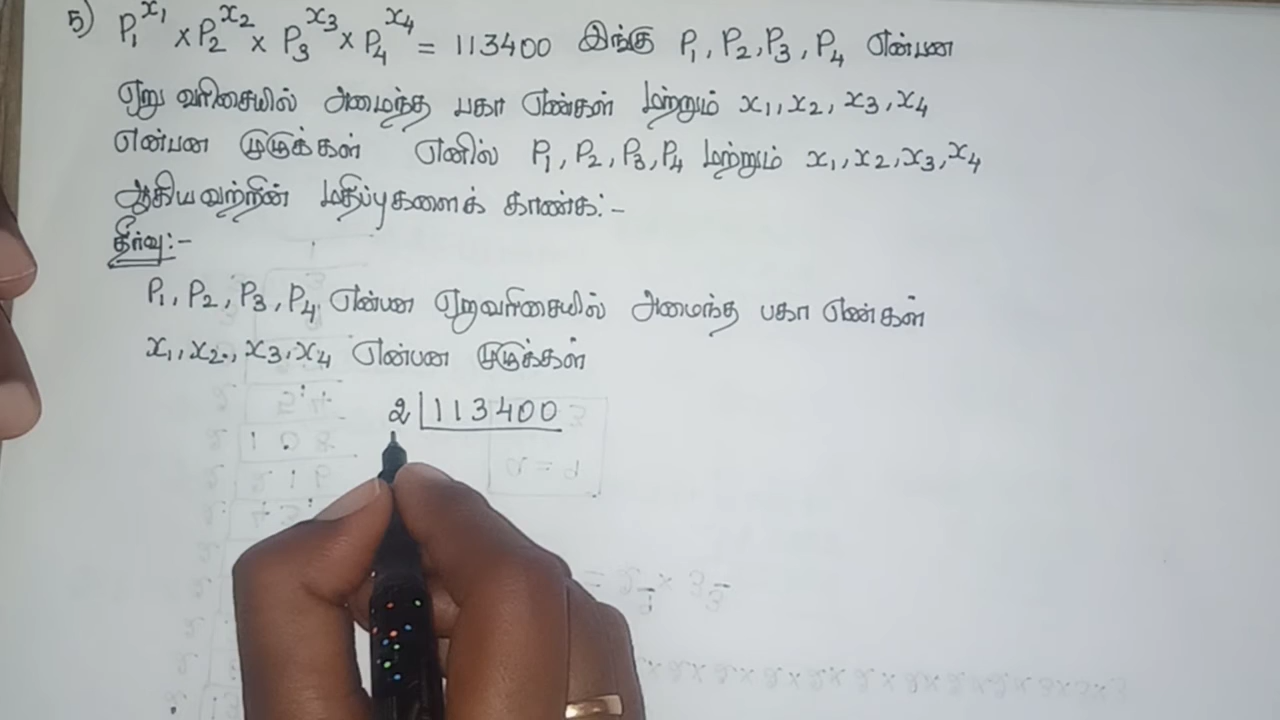 5) P₁^x₁ × P₂^x₂ × P₃^x₃ × P₄^x₄ = 113400 இங்கு P₁, P₂, P₃, P₄ என்பன
ஏறு வரிசையில் அமைந்த பகா எண்கள் மற்றும் x₁, x₂, x₃, x₄
என்பன முழுக்கள் எனில் P₁, P₂, P₃, P₄ மற்றும் x₁, x₂, x₃, x₄
ஆகியவற்றின் மதிப்புகளைக் காண்க:-
தீர்வு:-
P₁, P₂, P₃, P₄ என்பன ஏறுவரிசையில் அமைந்த பகா எண்கள்
x₁, x₂, x₃, x₄ என்பன முழுக்கள்
2 | 113400